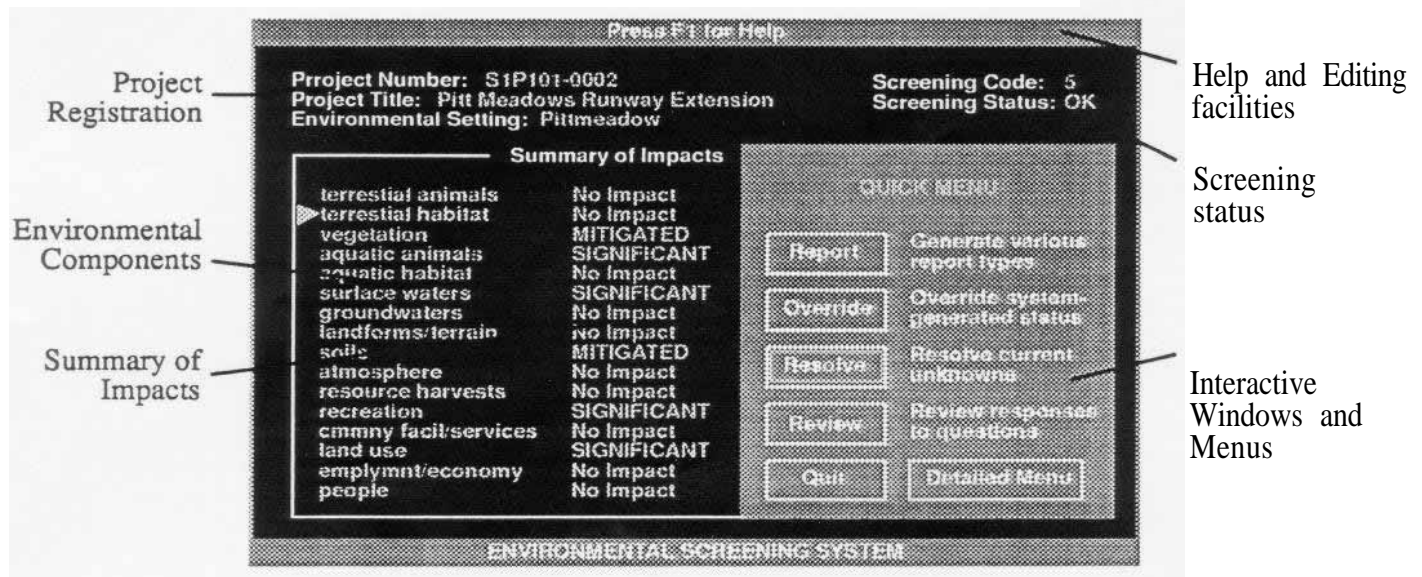 Press F1 for Help
Project
Registration
Prroject Number: S1P101-0002
Project Title: Pitt Meadows Runway Extension
Environmental Setting: Pittmeadow
Screening Code: 5
Screening Status: OK
Help and Editing
facilities
Screening
status
Environmental
Components
Summary of
Impacts
Summary of Impacts
terrestial animals No Impact
terrestial habitat No Impact
vegetation MITIGATED
aquatic animals SIGNIFICANT
aquatic habitat No Impact
surface waters SIGNIFICANT
groundwaters No Impact
landforms/terrain No Impact
soils MITIGATED
atmosphere No Impact
resource harvests No Impact
recreation SIGNIFICANT
cmmny facil/services No Impact
land use SIGNIFICANT
emplymnt/economy No Impact
people No Impact
QUICK MENU
Report Generate various
report types
Override Override system-
generated status
Resolve Resolve current
unknowns
Review Review responses
to questions
Quit Detailed Menu
Interactive
Windows and
Menus
ENVIRONMENTAL SCREENING SYSTEM